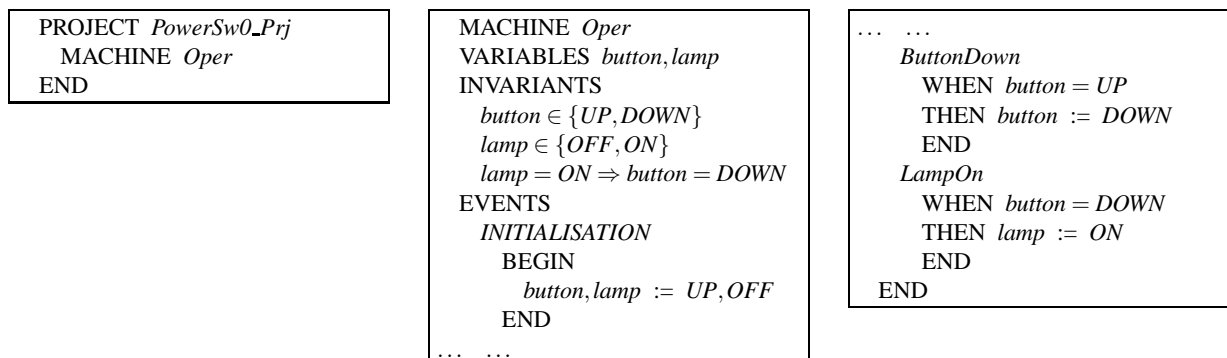 PROJECT PowerSw0_Prj
MACHINE Oper
END
MACHINE Oper
VARIABLES button, lamp
INVARIANTS
button ∈ {UP, DOWN}
lamp ∈ {OFF, ON}
lamp = ON ⇒ button = DOWN
EVENTS
INITIALISATION
BEGIN
button, lamp := UP, OFF
END
... ...
... ...
ButtonDown
WHEN button = UP
THEN button := DOWN
END
LampOn
WHEN button = DOWN
THEN lamp := ON
END
END